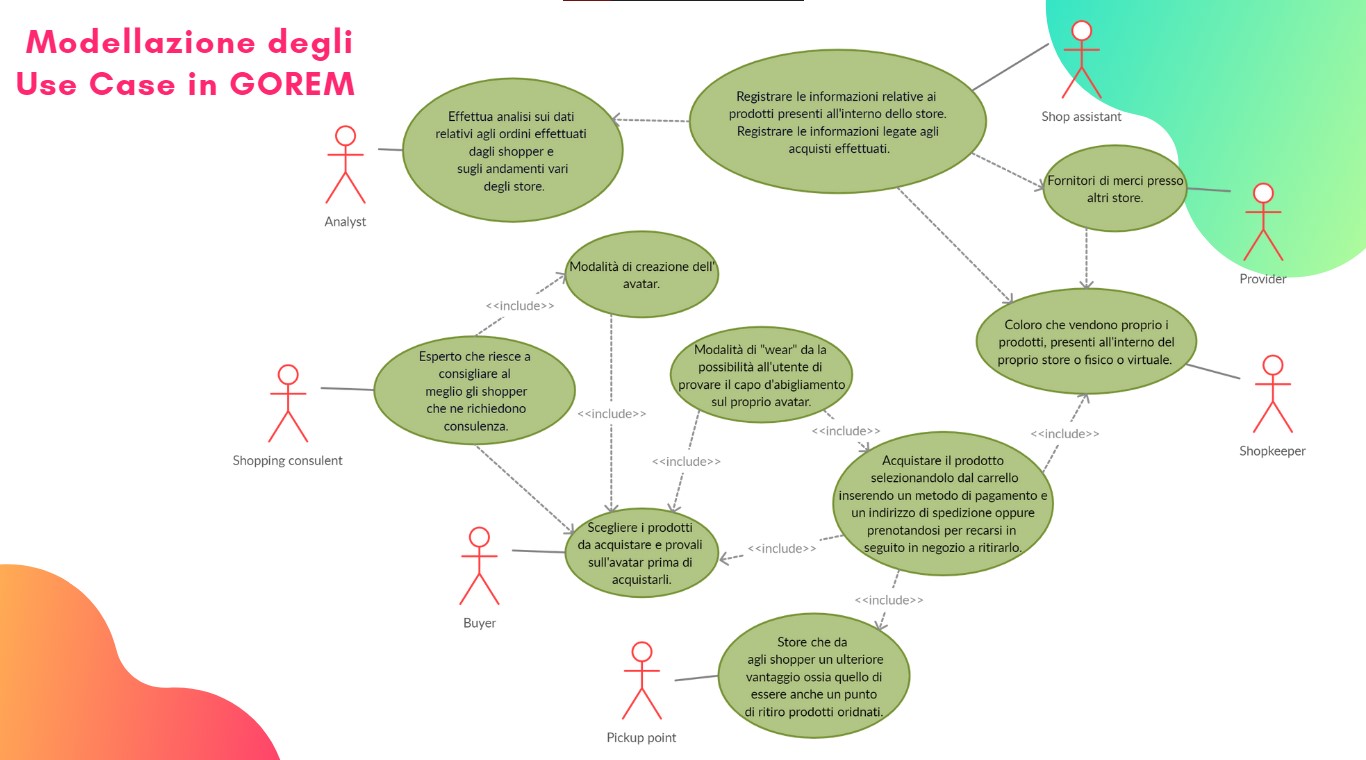 Modellazione degli
Use Case in GOREM
Shop assistant
Registrare le informazioni relative ai
prodotti presenti all'interno dello store.
Registrare le informazioni legate agli
acquisti effettuati.
Effettua analisi sui dati
relativi agli ordini effettuati
dagli shopper e
sugli andamenti vari
degli store.
Analyst
Fornitori di merci presso
altri store.
Provider
Modalità di creazione dell'
avatar.
<<include>>
Coloro che vendono proprio i
prodotti, presenti all'interno del
proprio store o fisico o virtuale.
Shopkeeper
Esperto che riesce a
consigliare al
meglio gli shopper
che ne richiedono
consulenza.
Shopping consulent
Modalità di "wear" da la
possibilità all'utente di
provare il capo d'abigliamento
sul proprio avatar.
<<include>>
<<include>>
<<include>>
<<include>>
Acquistare il prodotto
selezionandolo dal carrello
inserendo un metodo di pagamento e
un indirizzo di spedizione oppure
prenotandosi per recarsi in
seguito in negozio a ritirarlo.
Scegliere i prodotti
da acquistare e provali
sull'avatar prima di
acquistarli.
<<include>>
Buyer
<<include>>
Store che da
agli shopper un ulteriore
vantaggio ossia quello di
essere anche un punto
di ritiro prodotti oridnati.
Pickup point